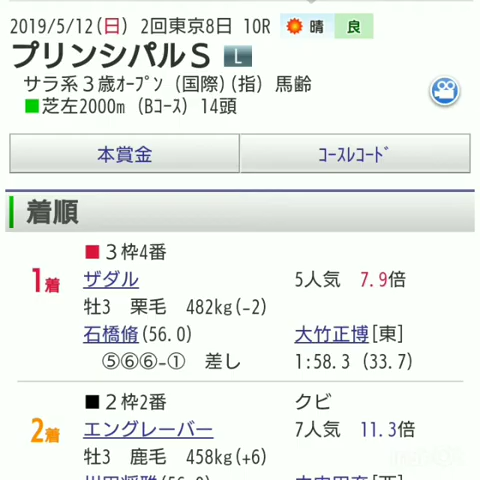 2019/5/12(日) 2回東京8日 10R 晴 良
プリンシパルS L
サラ系3歳ｵｰﾌﾟﾝ (国際)(指) 馬齢
■芝左2000m (Bコース) 14頭
本賞金 ｺｰｽﾚｺｰﾄﾞ
着順
■3枠4番
1着 ザダル 5人気 7.9倍
牡3 栗毛 482kg(-2)
石橋脩(56.0) 大竹正博[東]
⑤⑥⑥-① 差し 1:58.3 (33.7)
■2枠2番 クビ
2着 エングレーバー 7人気 11.3倍
牡3 鹿毛 458kg(+6)